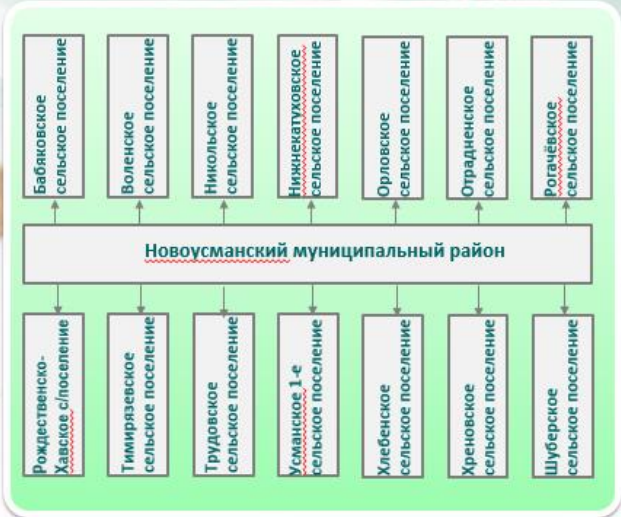 Бабяковское
сельское поселение
Воленское
сельское поселение
Никольское
сельское поселение
Нижнекатуховское
сельское поселение
Орловское
сельское поселение
Отрадненское
сельское поселение
Рогачёвское
сельское поселение
Новоусманский муниципальный район
Рождественско-
Хавское с/поселение
Тимирязевское
сельское поселение
Трудовское
сельское поселение
Усманское 1-е
сельское поселение
Хлебенское
сельское поселение
Хреновское
сельское поселение
Шуберское
сельское поселение